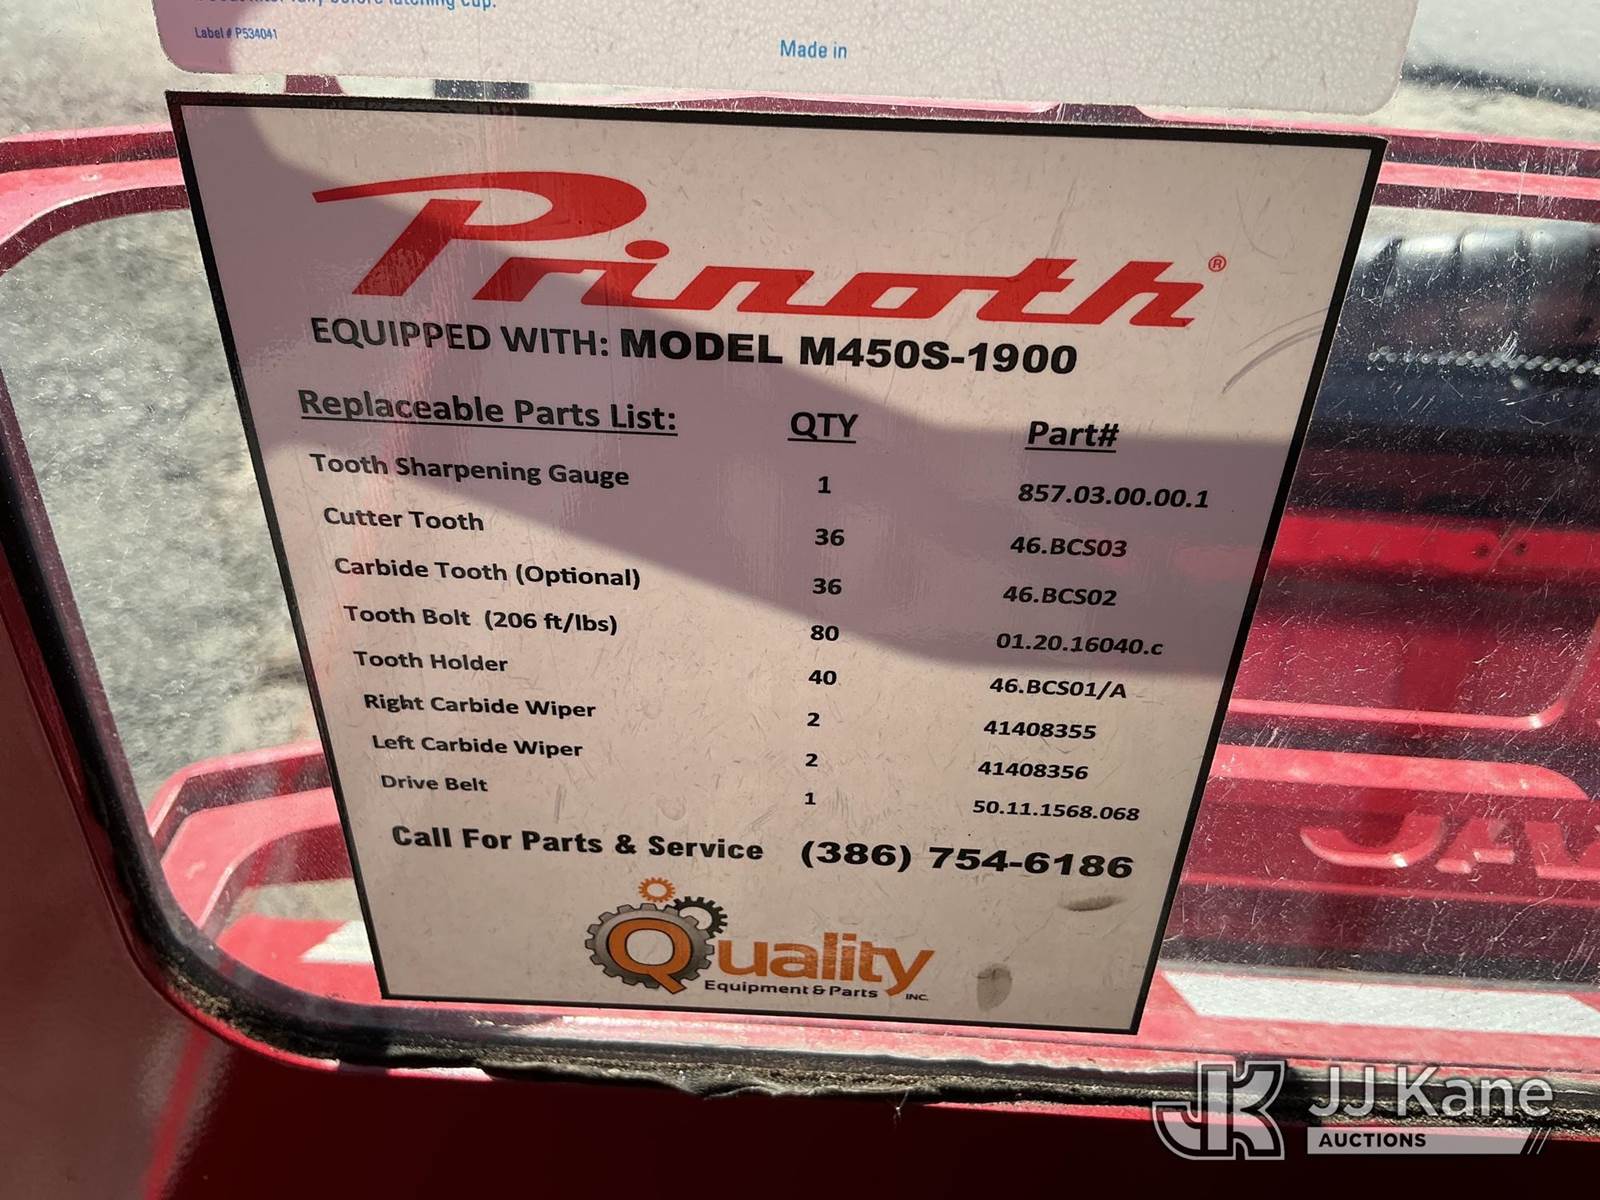 before latching cup.
Label # P534041
Made in
Prinoth®
EQUIPPED WITH: MODEL M450S-1900
Replaceable Parts List: QTY Part#
Tooth Sharpening Gauge 1 857.03.00.00.1
Cutter Tooth 36 46.BCS03
Carbide Tooth (Optional) 36 46.BCS02
Tooth Bolt (206 ft/lbs) 80 01.20.16040.c
Tooth Holder 40 46.BCS01/A
Right Carbide Wiper 2 41408355
Left Carbide Wiper 2 41408356
Drive Belt 1 50.11.1568.068
Call For Parts & Service (386) 754-6186
Quality
Equipment & Parts INC.
JJ Kane
AUCTIONS